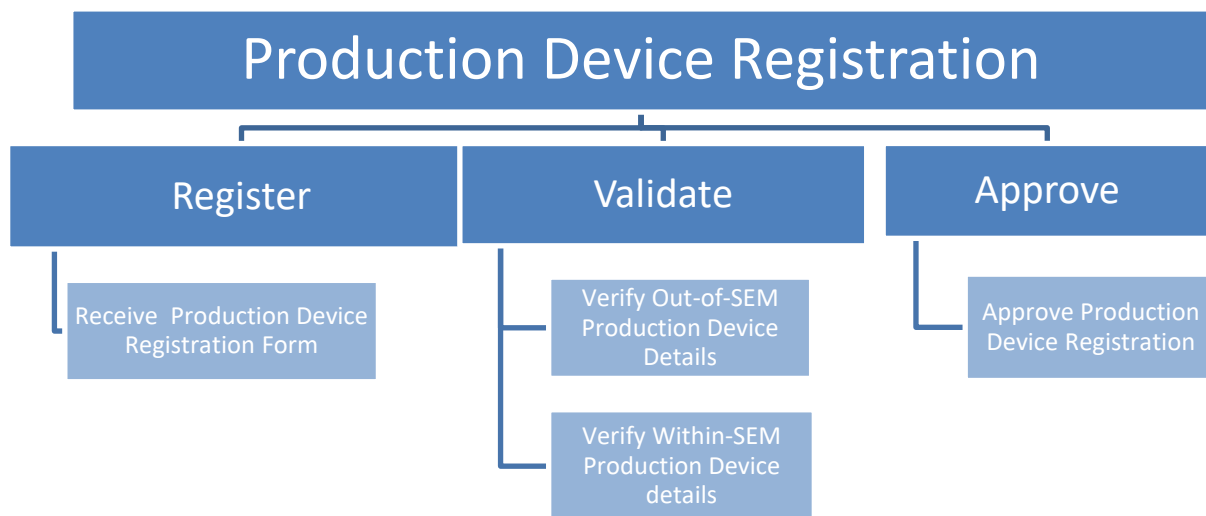 Production Device Registration
Register
Validate
Approve
Receive  Production Device
Registration Form
Verify Out-of-SEM
Production Device
Details
Verify Within-SEM
Production Device
details
Approve Production
Device Registration